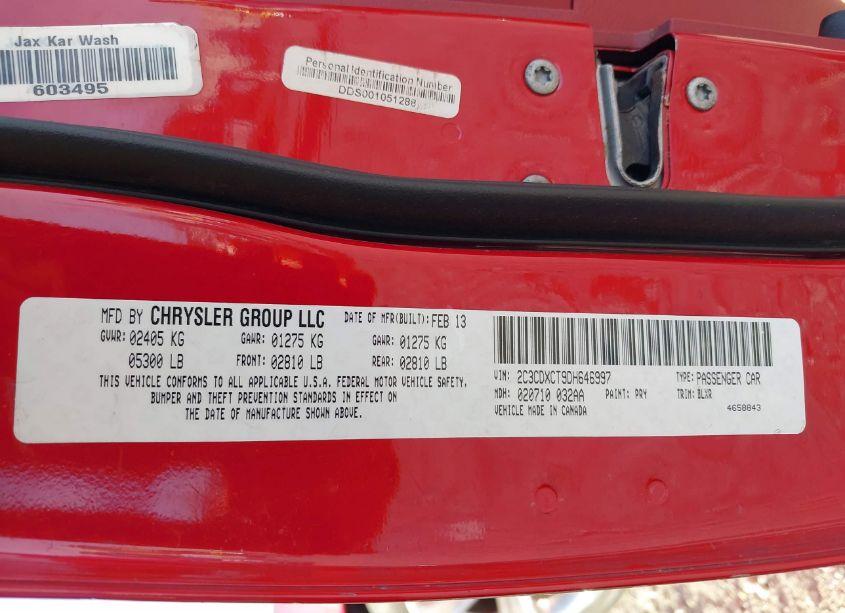 Jax Kar Wash
603495
Personal Identification Number
DDS001051288
MFD BY CHRYSLER GROUP LLC DATE OF MFR(BUILT): FEB 13
GVWR: 02405 KG GAWR: 01275 KG GAWR: 01275 KG
05300 LB FRONT: 02810 LB REAR: 02810 LB
THIS VEHICLE CONFORMS TO ALL APPLICABLE U.S.A. FEDERAL MOTOR VEHICLE SAFETY,
BUMPER AND THEFT PREVENTION STANDARDS IN EFFECT ON
THE DATE OF MANUFACTURE SHOWN ABOVE.
VIN: 2C3CDXCT9DH646997 TYPE: PASSENGER CAR
MDH: 020710 032AA PAINT: PRY TRIM: BLXR
VEHICLE MADE IN CANADA 4658843